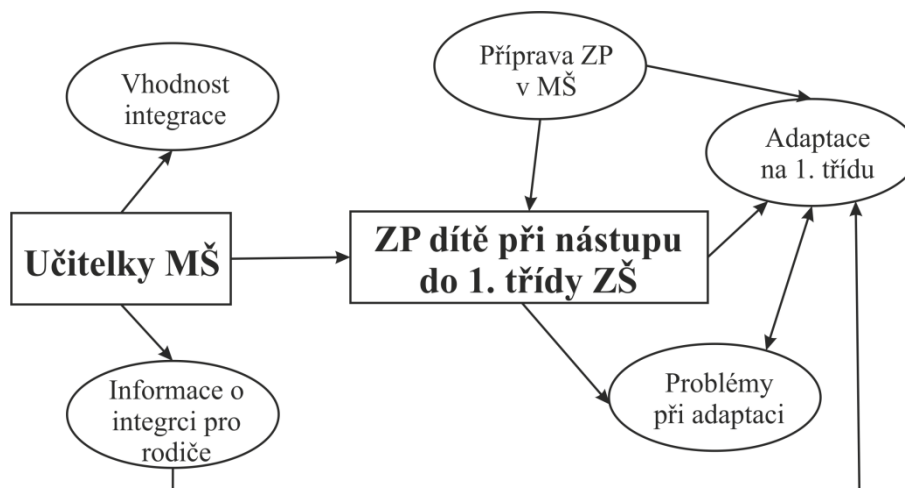 Vhodnost
integrace
Příprava ZP
v MŠ
Adaptace
na 1. třídu
Učitelky MŠ
ZP dítě při nástupu
do 1. třídy ZŠ
Informace o
integrci pro
rodiče
Problémy
při adaptaci